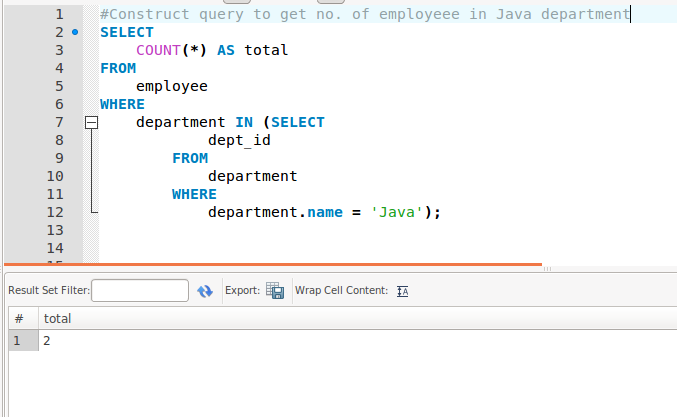 1 #Construct query to get no. of employeee in Java department
2 SELECT
3 COUNT(*) AS total
4 FROM
5 employee
6 WHERE
7 department IN (SELECT
8 dept_id
9 FROM
10 department
11 WHERE
12 department.name = 'Java');
13
14
Result Set Filter: Export: Wrap Cell Content:
# total
1 2